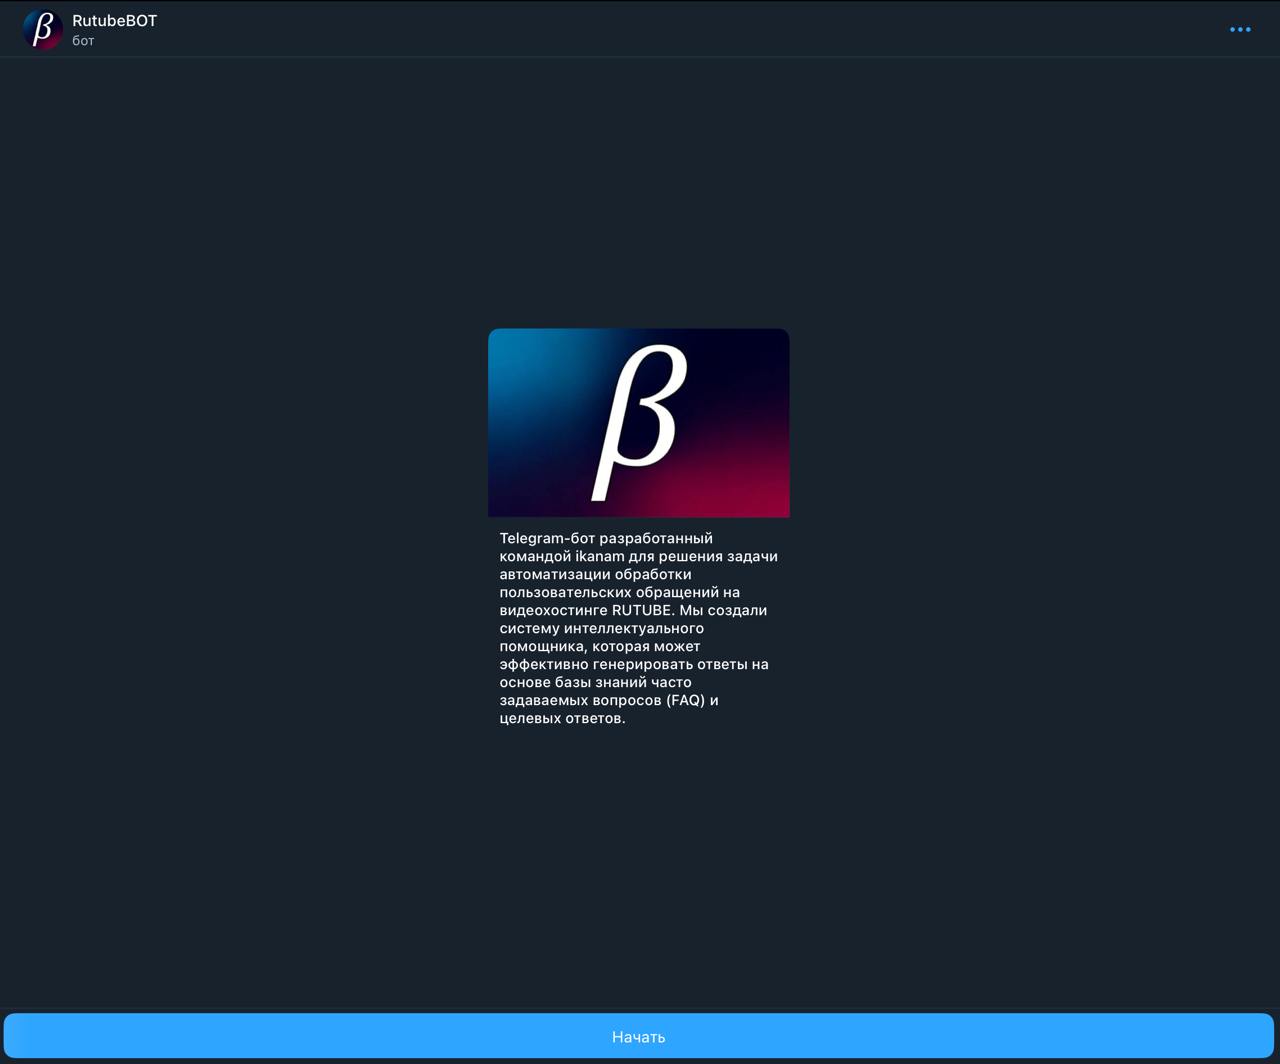 RutubeBOT
бот
β
β
Telegram-бот разработанный
командой ikanam для решения задачи
автоматизации обработки
пользовательских обращений на
видеохостинге RUTUBE. Мы создали
систему интеллектуального
помощника, которая может
эффективно генерировать ответы на
основе базы знаний часто
задаваемых вопросов (FAQ) и
целевых ответов.
Начать